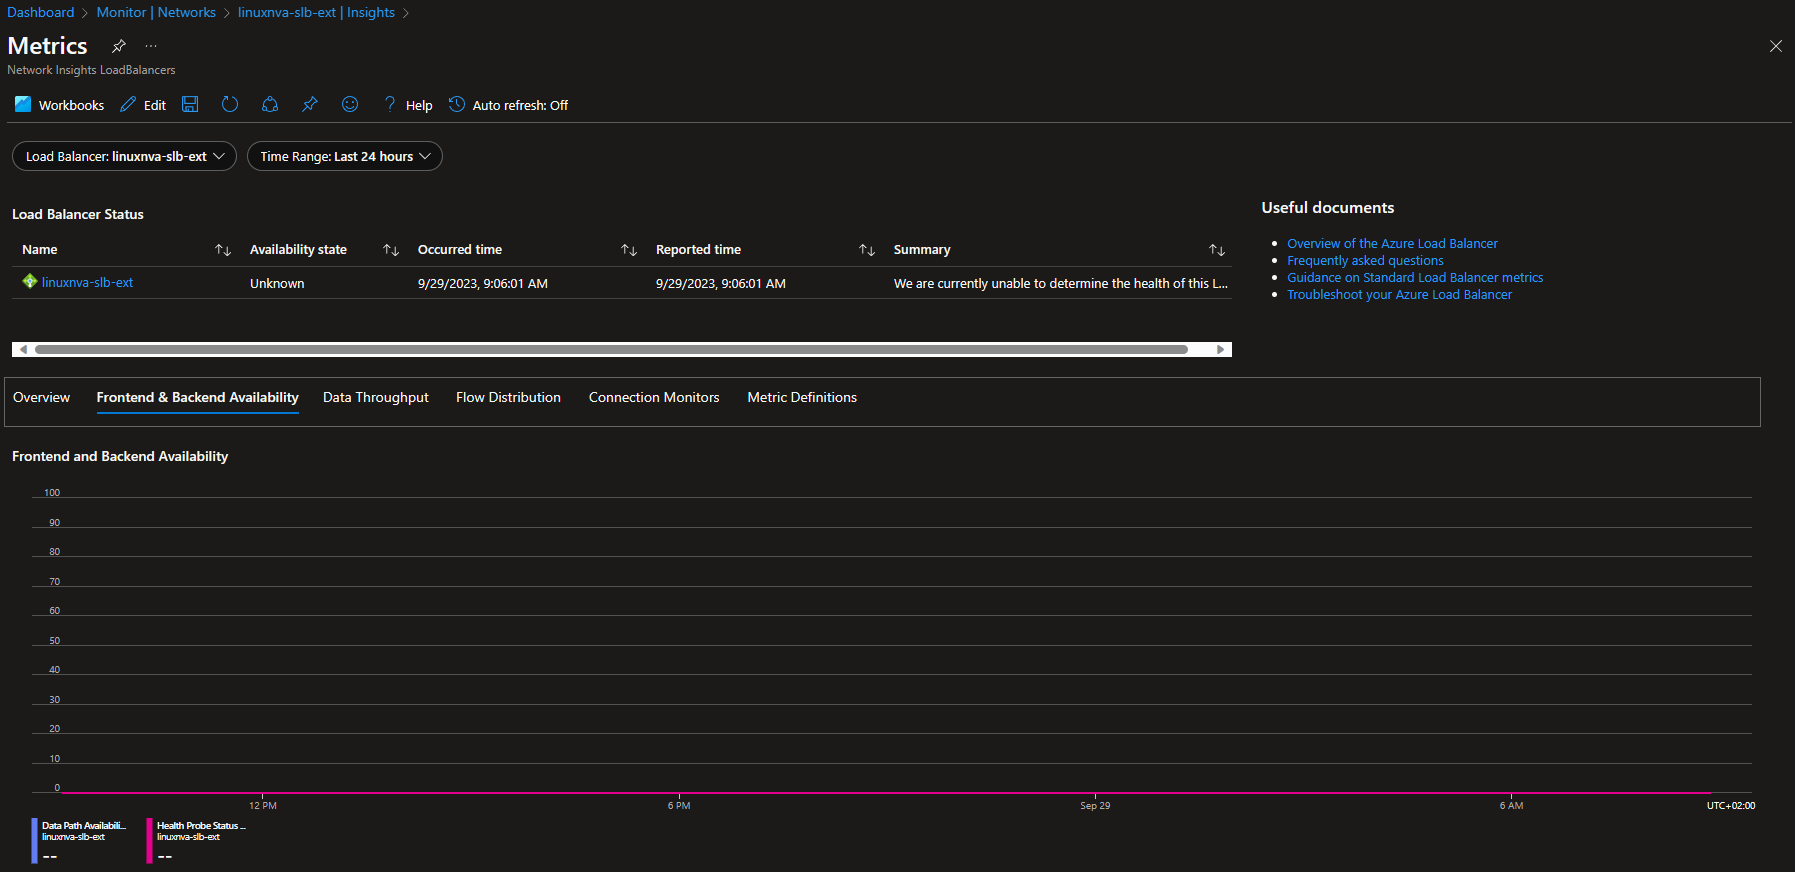 Dashboard > Monitor | Networks > linuxnva-slb-ext | Insights >
Metrics ...
Network Insights LoadBalancers
Workbooks Edit ? Help Auto refresh: Off
Load Balancer: linuxnva-slb-ext Time Range: Last 24 hours
Load Balancer Status
Name Availability state Occurred time Reported time Summary
linuxnva-slb-ext Unknown 9/29/2023, 9:06:01 AM 9/29/2023, 9:06:01 AM We are currently unable to determine the health of this L...
Useful documents
Overview of the Azure Load Balancer
Frequently asked questions
Guidance on Standard Load Balancer metrics
Troubleshoot your Azure Load Balancer
Overview Frontend & Backend Availability Data Throughput Flow Distribution Connection Monitors Metric Definitions
Frontend and Backend Availability
100
90
80
70
60
50
40
30
20
10
0
12 PM 6 PM Sep 29 6 AM UTC+02:00
Data Path Availabili... Health Probe Status ...
linuxnva-slb-ext linuxnva-slb-ext
-- --